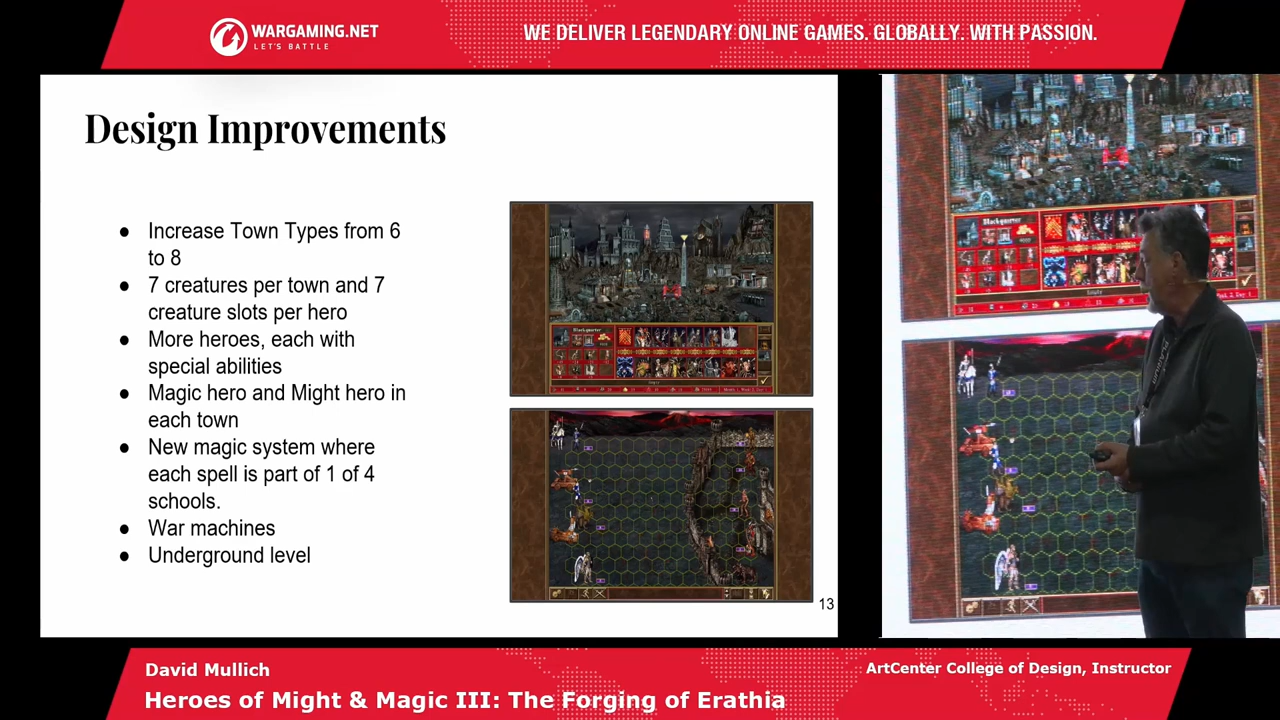 WARGAMING.NET
LET'S BATTLE
WE DELIVER LEGENDARY ONLINE GAMES. GLOBALLY. WITH PASSION.
Design Improvements
● Increase Town Types from 6
to 8
● 7 creatures per town and 7
creature slots per hero
● More heroes, each with
special abilities
● Magic hero and Might hero in
each town
● New magic system where
each spell is part of 1 of 4
schools.
● War machines
● Underground level
13
David Mullich
ArtCenter College of Design, Instructor
Heroes of Might & Magic III: The Forging of Erathia